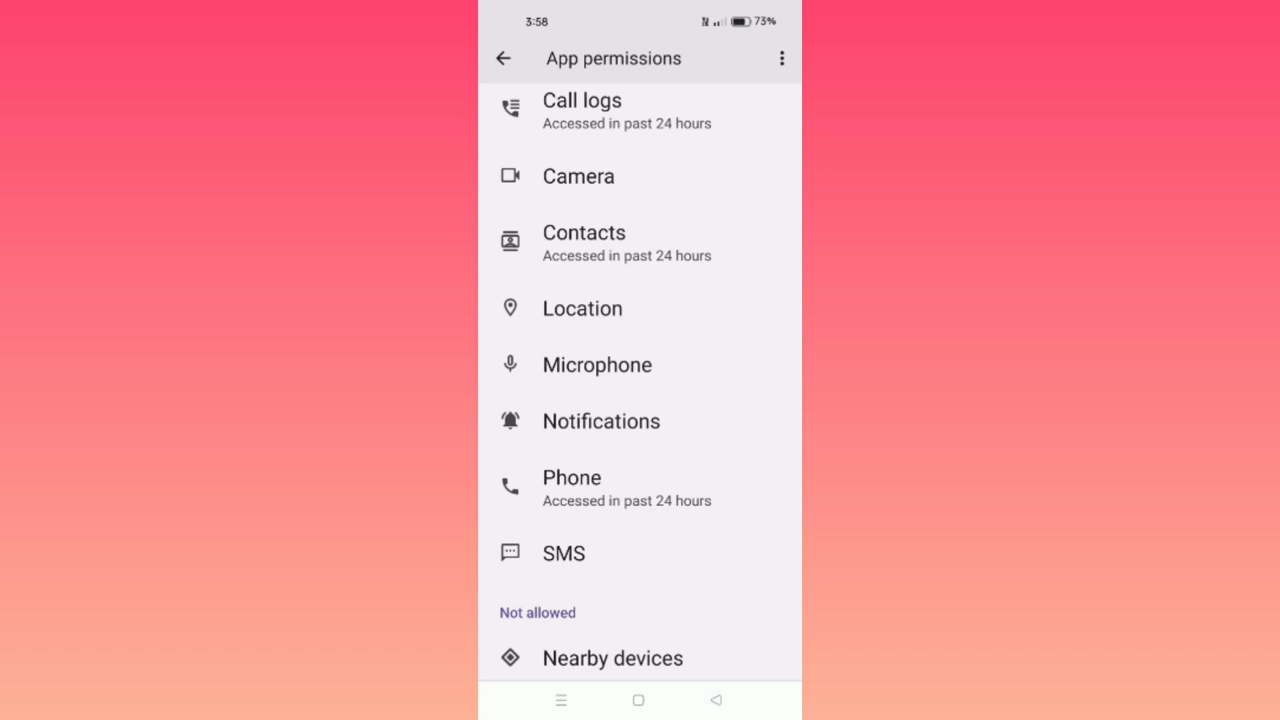 3:58
73%
App permissions
Call logs
Accessed in past 24 hours
Camera
Contacts
Accessed in past 24 hours
Location
Microphone
Notifications
Phone
Accessed in past 24 hours
SMS
Not allowed
Nearby devices